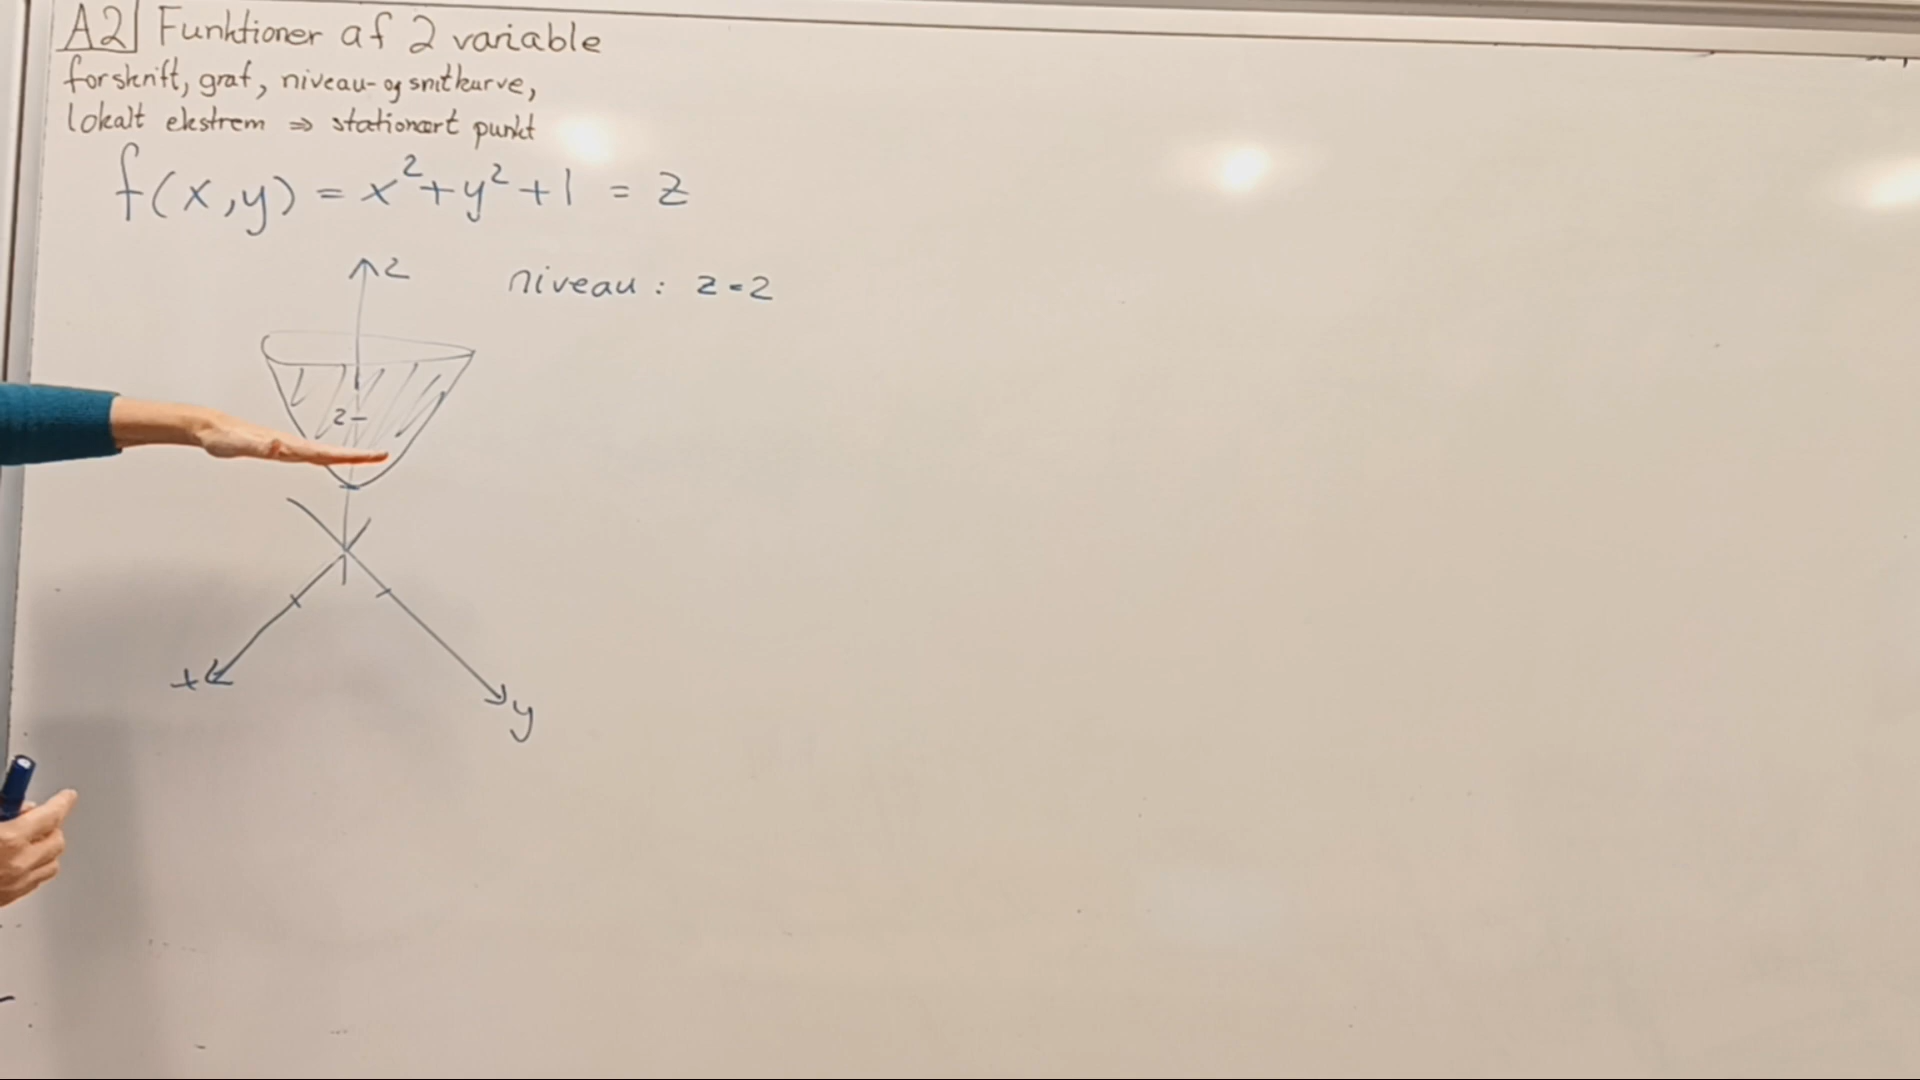 A2 Funktioner af 2 variable
forskrift, graf, niveau- og snitkurve,
lokalt ekstrem ⇒ stationært punkt
f(x,y) = x²+y²+1 = z
z
niveau: z=2
2
x
y